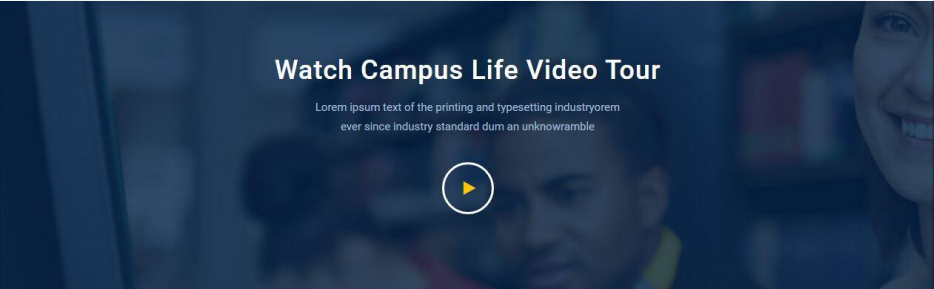 Watch Campus Life Video Tour
Lorem ipsum text of the printing and typesetting industryorem
ever since industry standard dum an unknowramble